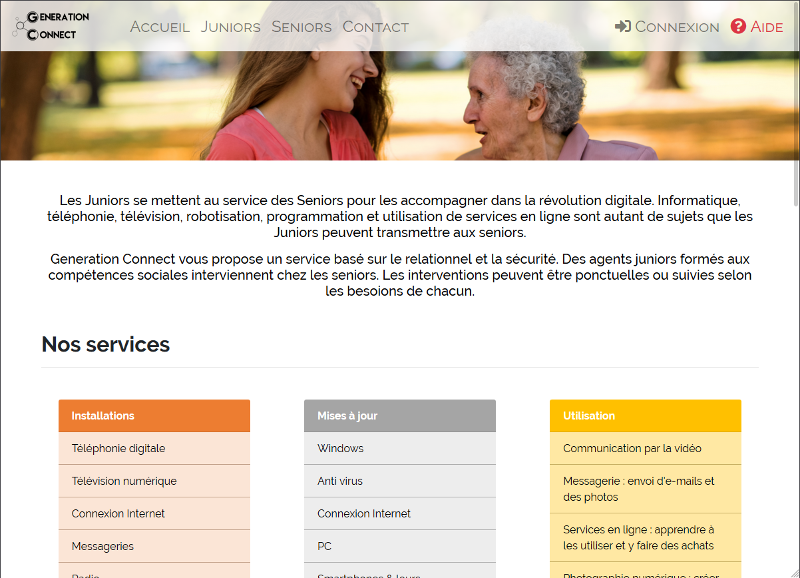 GENERATION
CONNECT
ACCUEIL JUNIORS SENIORS CONTACT
CONNEXION AIDE
Les Juniors se mettent au service des Seniors pour les accompagner dans la révolution digitale. Informatique,
téléphonie, télévision, robotisation, programmation et utilisation de services en ligne sont autant de sujets que les
Juniors peuvent transmettre aux seniors.
Generation Connect vous propose un service basé sur le relationnel et la sécurité. Des agents juniors formés aux
compétences sociales interviennent chez les seniors. Les interventions peuvent être ponctuelles ou suivies selon
les besoions de chacun.
Nos services
Installations
Téléphonie digitale
Télévision numérique
Connexion Internet
Messageries
Radio
Mises à jour
Windows
Anti virus
Connexion Internet
PC
Utilisation
Communication par la vidéo
Messagerie : envoi d'e-mails et
des photos
Services en ligne : apprendre à
les utiliser et y faire des achats
Photographie numérique : créer